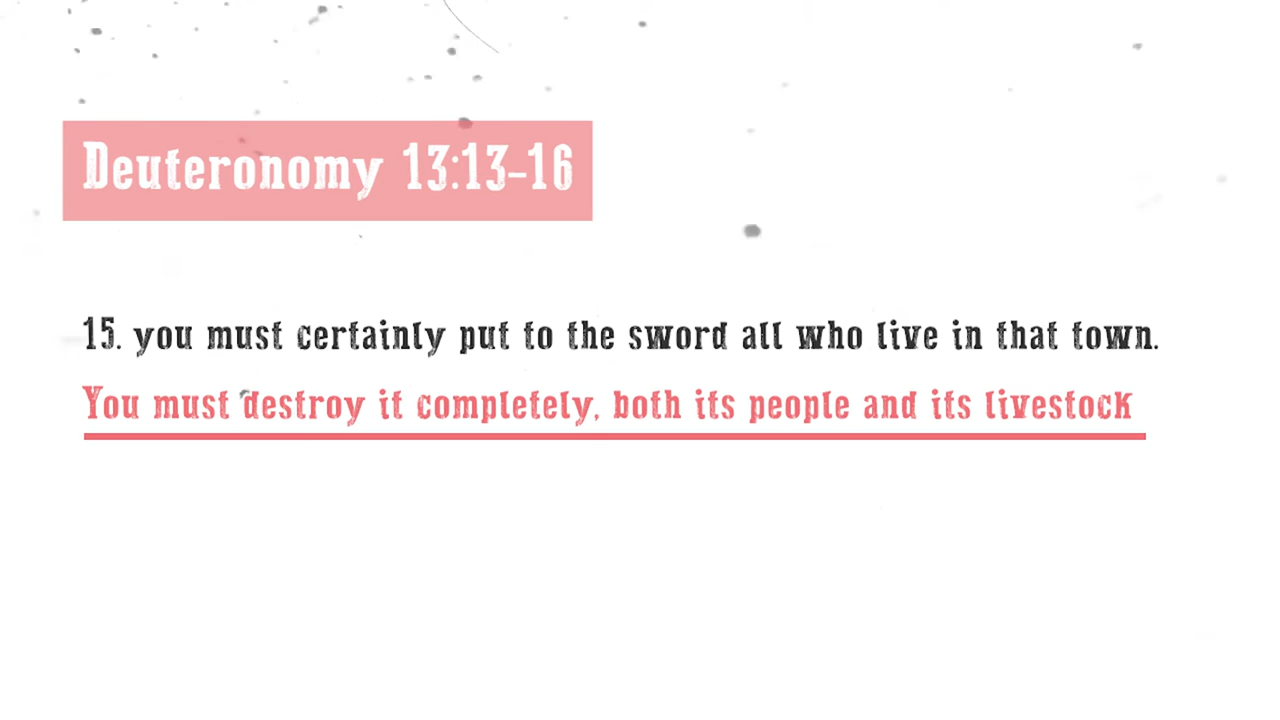 Deuteronomy 13:13-16
15. you must certainly put to the sword all who live in that town.
You must destroy it completely, both its people and its livestock